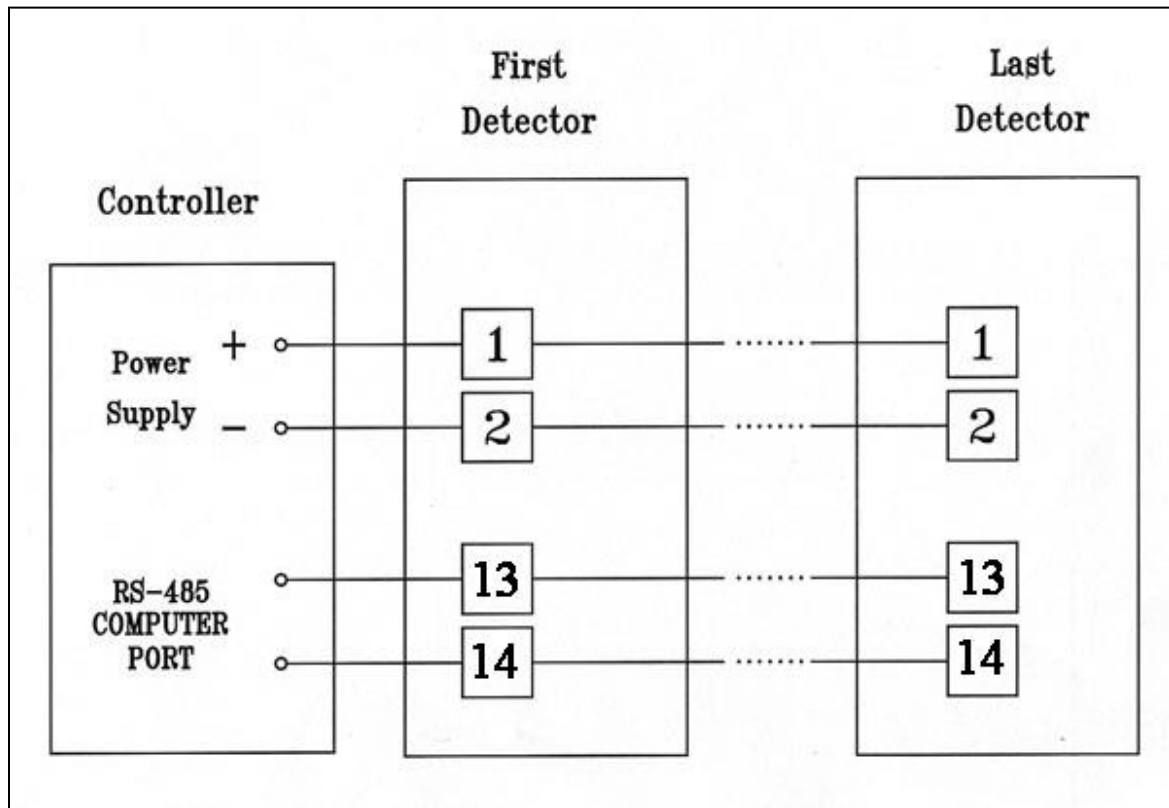 First
Detector
Last
Detector
Controller
Power
Supply
+
−
1
2
13
14
RS-485
COMPUTER
PORT
1
2
13
14